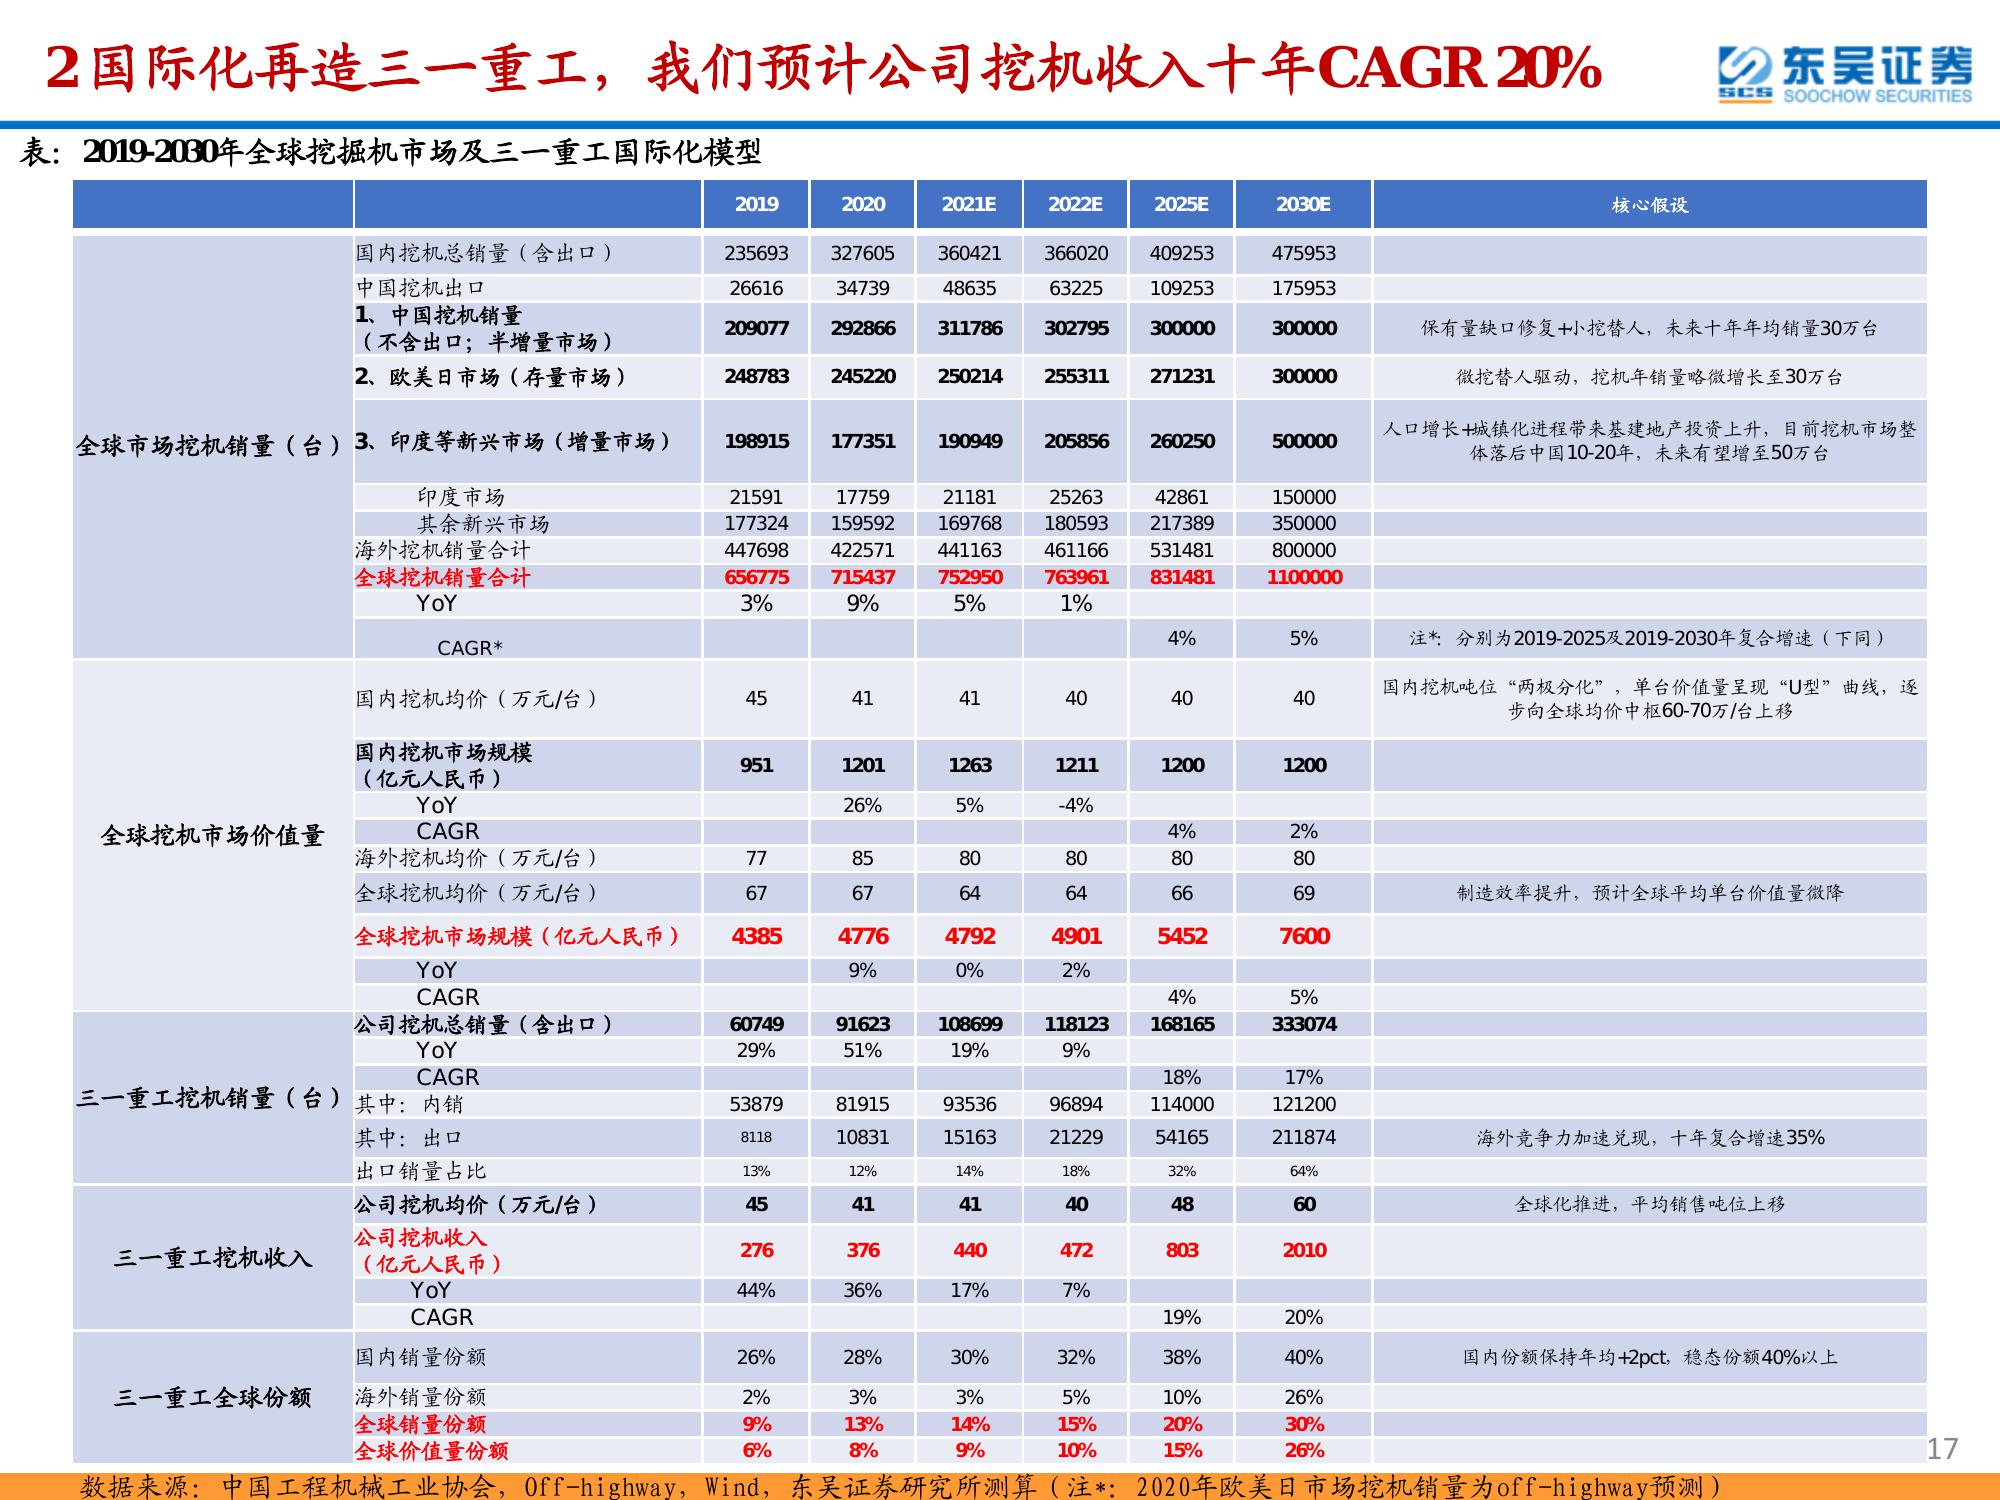 2国际化再造三一重工，我们预计公司挖机收入十年CAGR 20%
东吴证券
SCS
SOOCHOW SECURITIES
表：2019-2030年全球挖掘机市场及三一重工国际化模型
2019 2020 2021E 2022E 2025E 2030E 核心假设
全球市场挖机销量（台）
国内挖机总销量（含出口） 235693 327605 360421 366020 409253 475953
中国挖机出口 26616 34739 48635 63225 109253 175953
1、中国挖机销量
（不含出口；半增量市场） 209077 292866 311786 302795 300000 300000 保有量缺口修复+小挖替人，未来十年年均销量30万台
2、欧美日市场（存量市场） 248783 245220 250214 255311 271231 300000 微挖替人驱动，挖机年销量略微增长至30万台
3、印度等新兴市场（增量市场） 198915 177351 190949 205856 260250 500000 人口增长+城镇化进程带来基建地产投资上升，目前挖机市场整
体落后中国10-20年，未来有望增至50万台
印度市场 21591 17759 21181 25263 42861 150000
其余新兴市场 177324 159592 169768 180593 217389 350000
海外挖机销量合计 447698 422571 441163 461166 531481 800000
全球挖机销量合计 656775 715437 752950 763961 831481 1100000
YoY 3% 9% 5% 1%
CAGR* 4% 5% 注*：分别为2019-2025及2019-2030年复合增速（下同）
全球挖机市场价值量
国内挖机均价（万元/台） 45 41 41 40 40 40 国内挖机吨位“两极分化”，单台价值量呈现“U型”曲线，逐
步向全球均价中枢60-70万/台上移
国内挖机市场规模
（亿元人民币） 951 1201 1263 1211 1200 1200
YoY 26% 5% -4%
CAGR 4% 2%
海外挖机均价（万元/台） 77 85 80 80 80 80
全球挖机均价（万元/台） 67 67 64 64 66 69 制造效率提升，预计全球平均单台价值量微降
全球挖机市场规模（亿元人民币） 4385 4776 4792 4901 5452 7600
YoY 9% 0% 2%
CAGR 4% 5%
三一重工挖机销量（台）
公司挖机总销量（含出口） 60749 91623 108699 118123 168165 333074
YoY 29% 51% 19% 9%
CAGR 18% 17%
其中：内销 53879 81915 93536 96894 114000 121200
其中：出口 8118 10831 15163 21229 54165 211874 海外竞争力加速兑现，十年复合增速35%
出口销量占比 13% 12% 14% 18% 32% 64%
三一重工挖机收入
公司挖机均价（万元/台） 45 41 41 40 48 60 全球化推进，平均销售吨位上移
公司挖机收入
（亿元人民币） 276 376 440 472 803 2010
YoY 44% 36% 17% 7%
CAGR 19% 20%
三一重工全球份额
国内销量份额 26% 28% 30% 32% 38% 40% 国内份额保持年均+2pct，稳态份额40%以上
海外销量份额 2% 3% 3% 5% 10% 26%
全球销量份额 9% 13% 14% 15% 20% 30%
全球价值量份额 6% 8% 9% 10% 15% 26%
17
数据来源：中国工程机械工业协会，Off-highway，Wind，东吴证券研究所测算（注*：2020年欧美日市场挖机销量为off-highway预测）